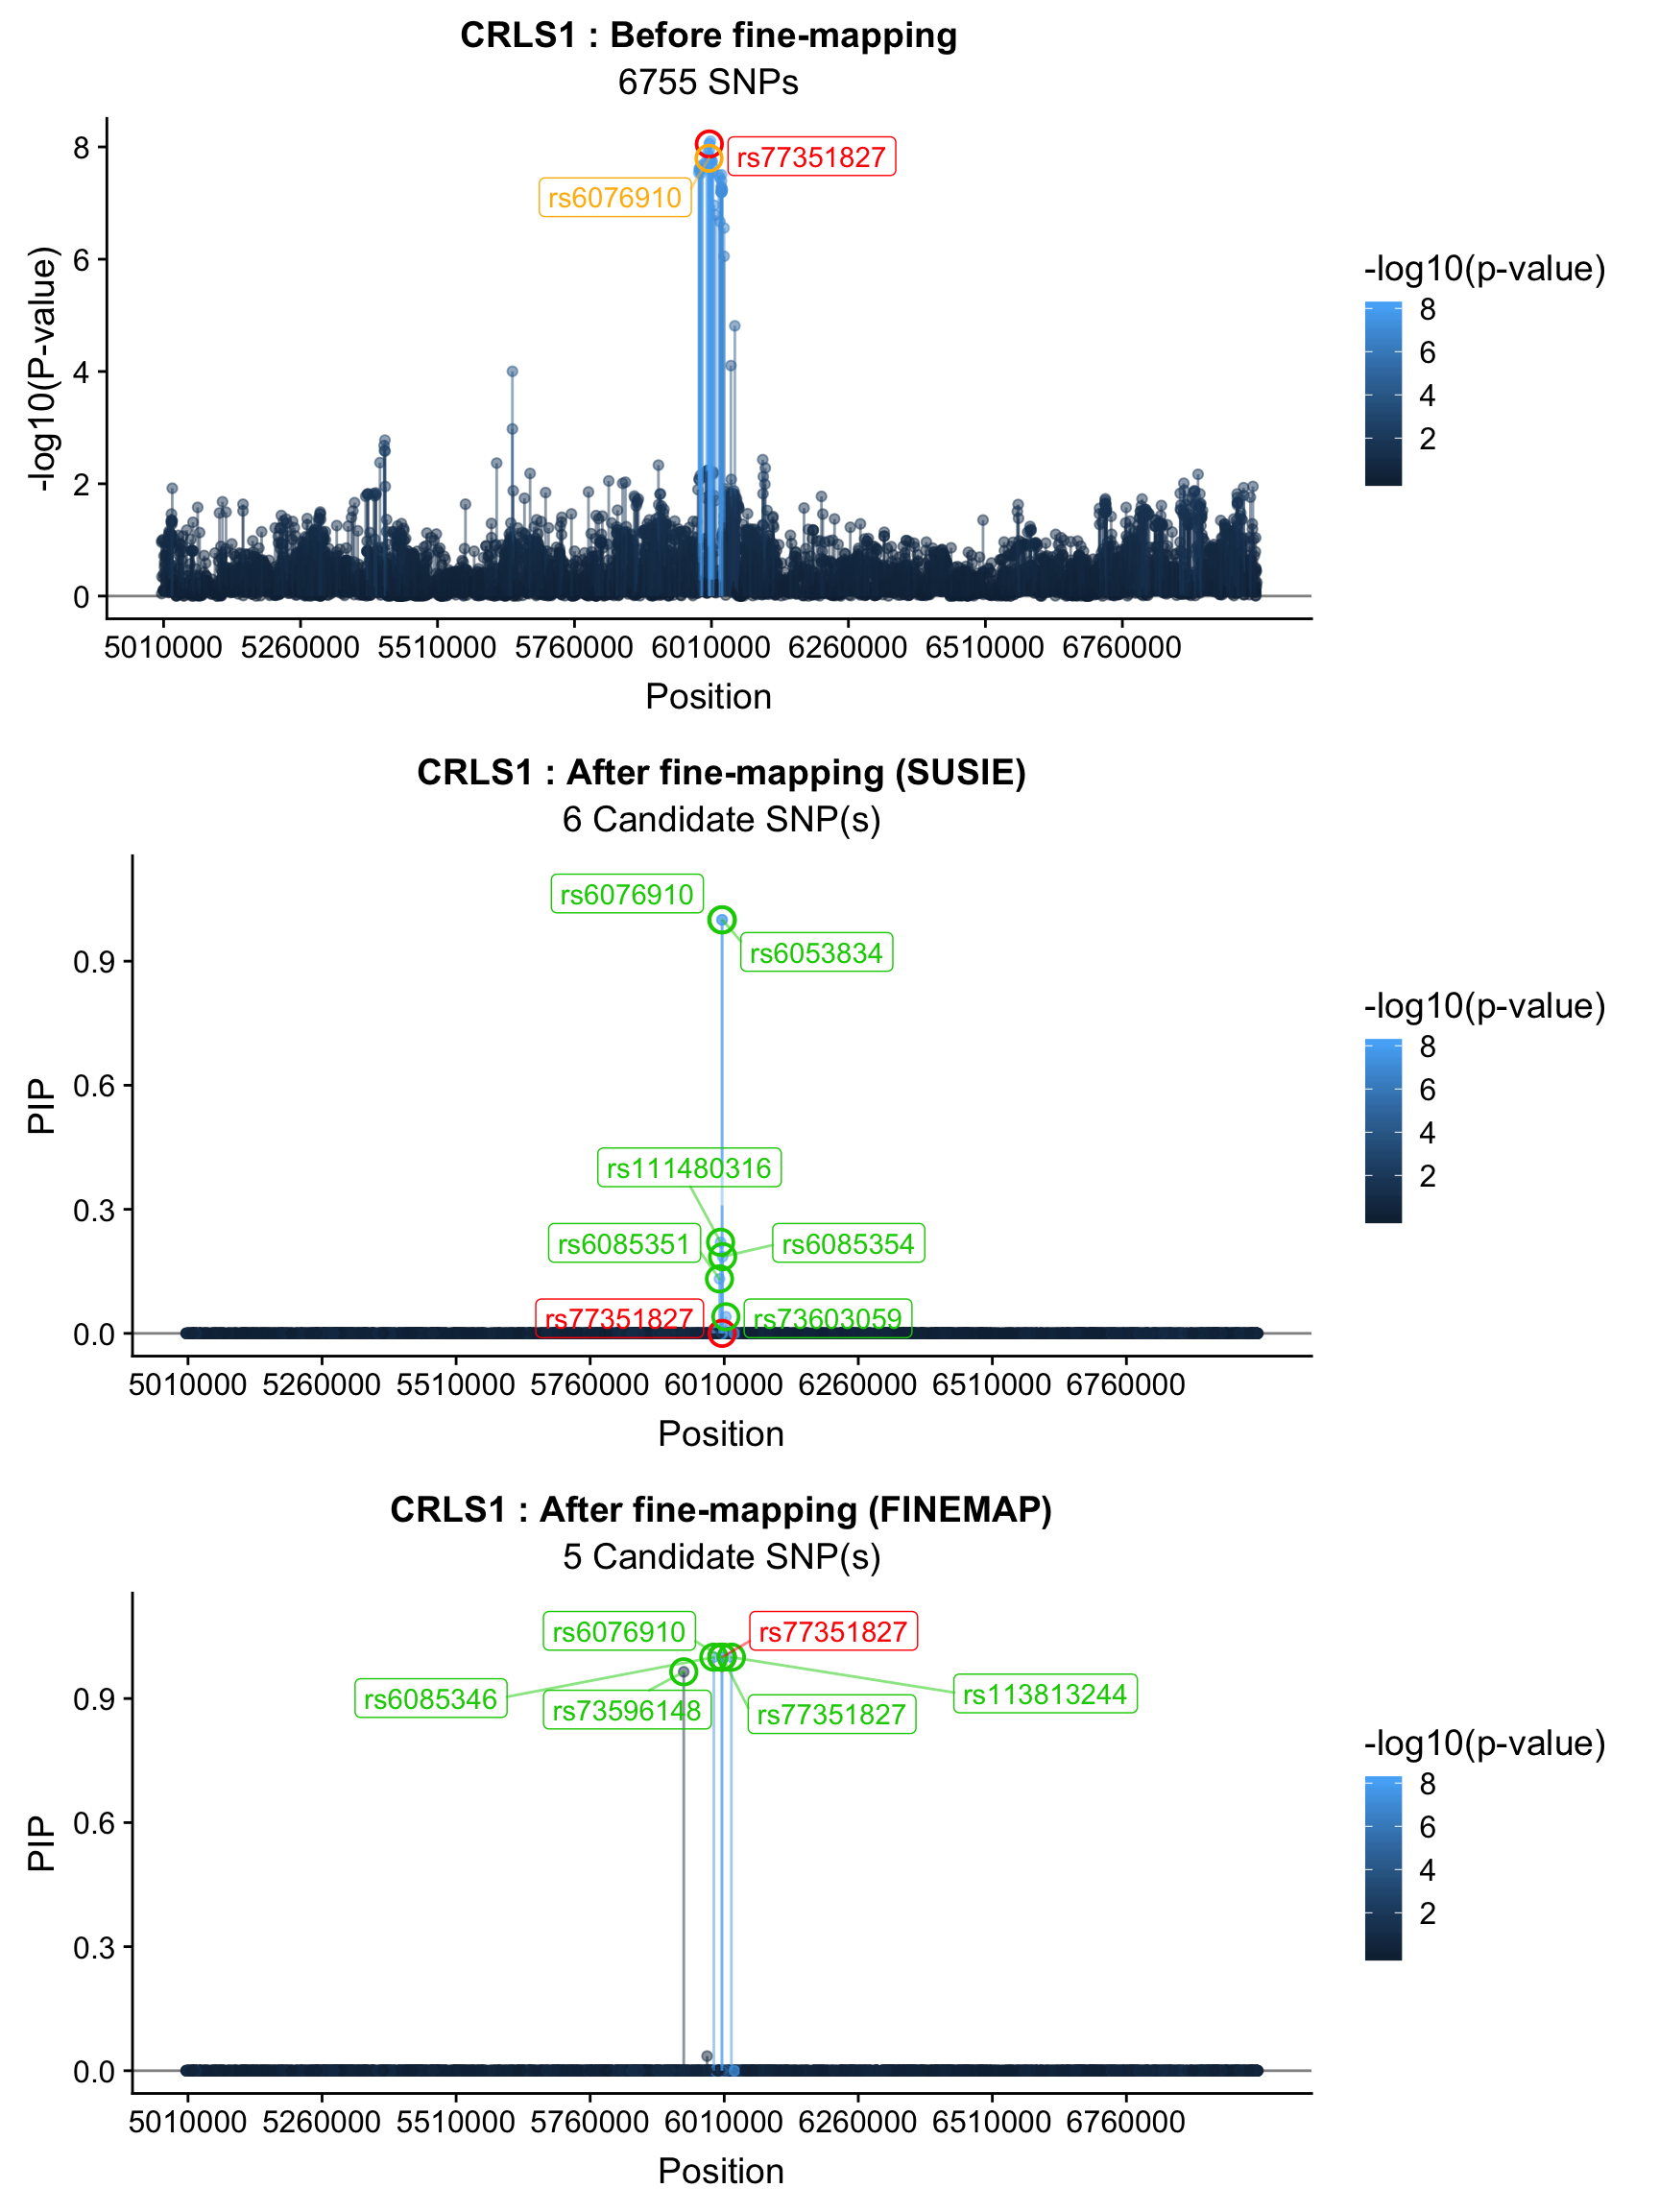 CRLS1 : Before fine-mapping
6755 SNPs
-log10(P-value)
8
6
4
2
0
rs77351827
rs6076910
5010000 5260000 5510000 5760000 6010000 6260000 6510000 6760000
Position
-log10(p-value)
8
6
4
2
CRLS1 : After fine-mapping (SUSIE)
6 Candidate SNP(s)
PIP
0.9
0.6
0.3
0.0
rs6076910
rs6053834
rs111480316
rs6085351
rs6085354
rs77351827
rs73603059
5010000 5260000 5510000 5760000 6010000 6260000 6510000 6760000
Position
-log10(p-value)
8
6
4
2
CRLS1 : After fine-mapping (FINEMAP)
5 Candidate SNP(s)
PIP
0.9
0.6
0.3
0.0
rs6076910
rs77351827
rs6085346
rs73596148
rs77351827
rs113813244
5010000 5260000 5510000 5760000 6010000 6260000 6510000 6760000
Position
-log10(p-value)
8
6
4
2